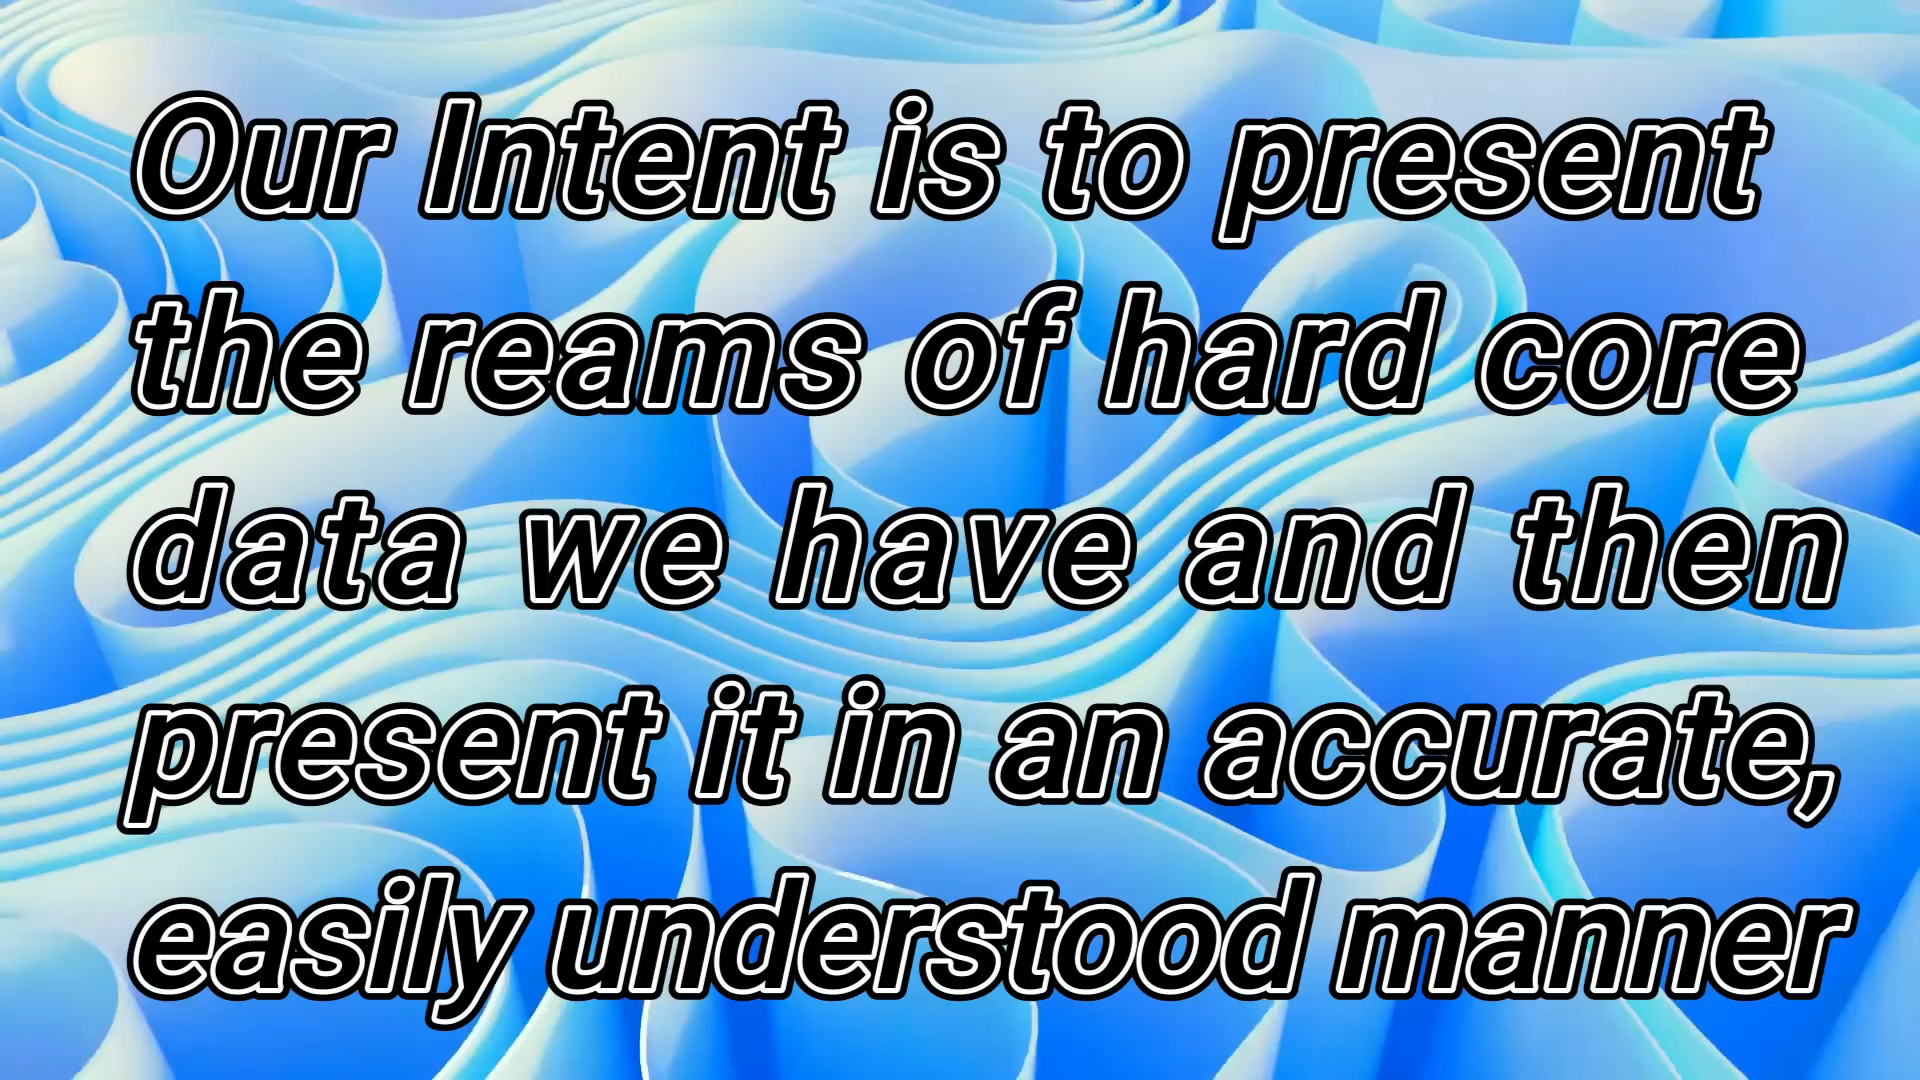 Our Intent is to present
the reams of hard core
data we have and then
present it in an accurate,
easily understood manner